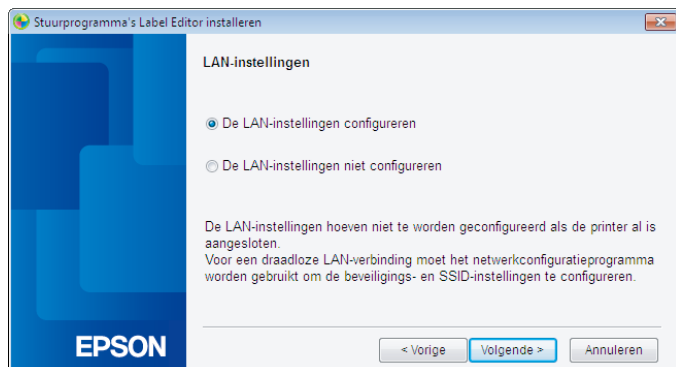 Stuurprogramma's Label Editor installeren
LAN-instellingen
De LAN-instellingen configureren
De LAN-instellingen niet configureren
De LAN-instellingen hoeven niet te worden geconfigureerd als de printer al is
aangesloten.
Voor een draadloze LAN-verbinding moet het netwerkconfiguratieprogramma
worden gebruikt om de beveiligings- en SSID-instellingen te configureren.
EPSON
< Vorige Volgende > Annuleren